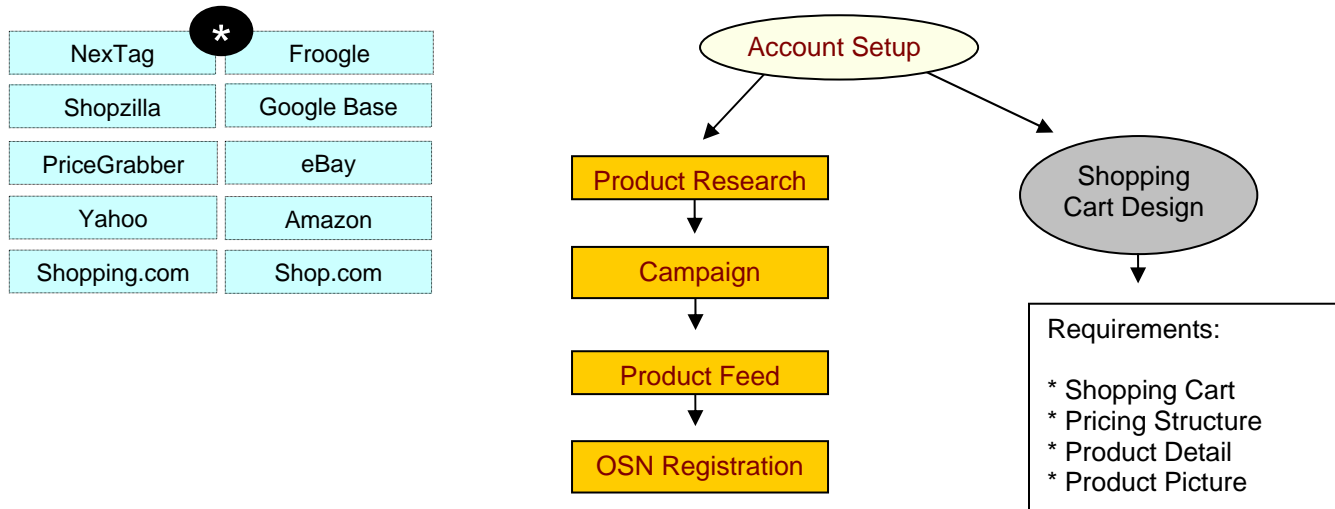 *
NexTag
Froogle
Shopzilla
Google Base
PriceGrabber
eBay
Yahoo
Amazon
Shopping.com
Shop.com
Account Setup
Product Research
Campaign
Product Feed
OSN Registration
Shopping
Cart Design
Requirements:
* Shopping Cart
* Pricing Structure
* Product Detail
* Product Picture